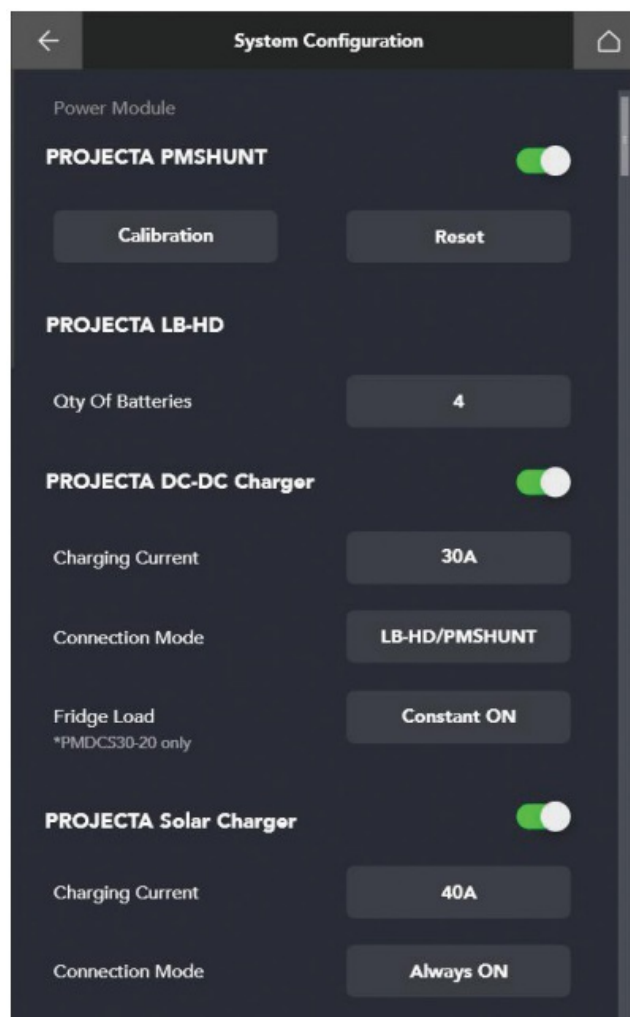 System Configuration
Power Module
PROJECTA PMSHUNT
Calibration Reset
PROJECTA LB-HD
Qty Of Batteries 4
PROJECTA DC-DC Charger
Charging Current 30A
Connection Mode LB-HD/PMSHUNT
Fridge Load Constant ON
*PMDCS30-20 only
PROJECTA Solar Charger
Charging Current 40A
Connection Mode Always ON